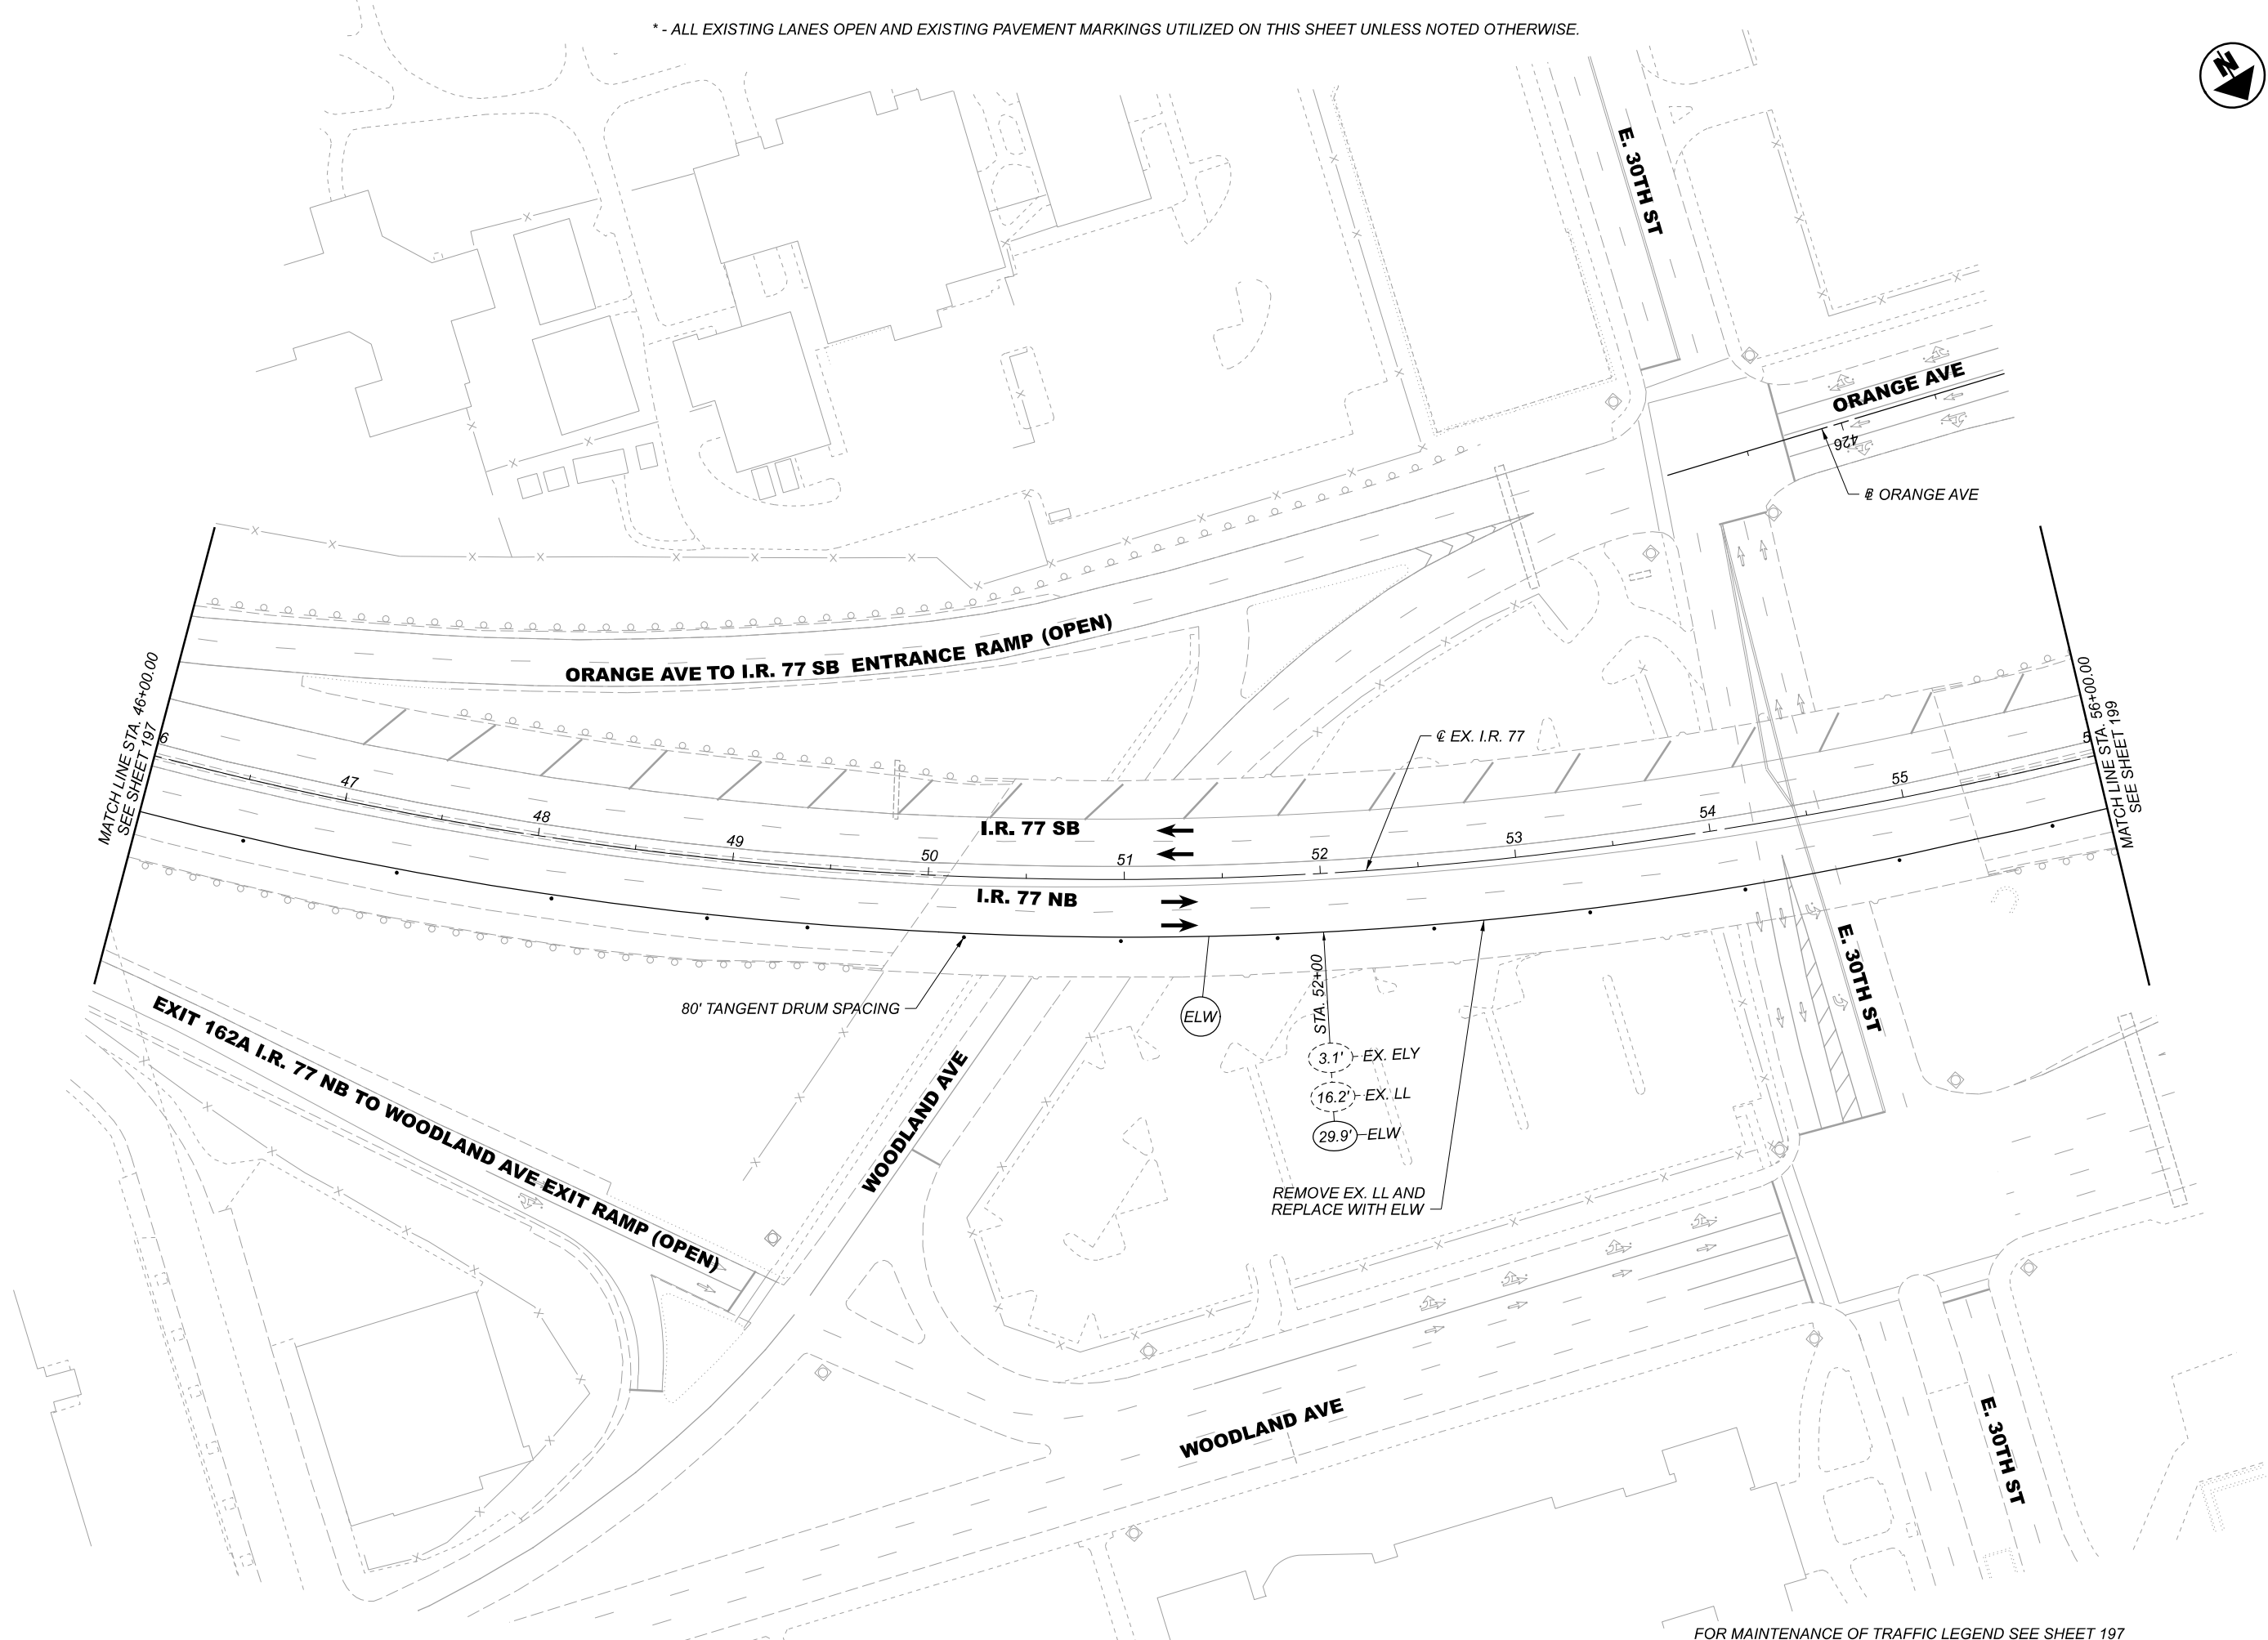 * - ALL EXISTING LANES OPEN AND EXISTING PAVEMENT MARKINGS UTILIZED ON THIS SHEET UNLESS NOTED OTHERWISE.
N
E. 30TH ST
ORANGE AVE
426
℄ ORANGE AVE
MATCH LINE STA. 46+00.00
SEE SHEET 197
ORANGE AVE TO I.R. 77 SB ENTRANCE RAMP (OPEN)
℄ EX. I.R. 77
MATCH LINE STA. 56+00.00
SEE SHEET 199
6
47
48
49
50
51
52
53
54
55
5
I.R. 77 SB
I.R. 77 NB
E. 30TH ST
80' TANGENT DRUM SPACING
ELW
STA. 52+00
3.1' EX. ELY
16.2' EX. LL
29.9' ELW
REMOVE EX. LL AND
REPLACE WITH ELW
EXIT 162A I.R. 77 NB TO WOODLAND AVE EXIT RAMP (OPEN)
WOODLAND AVE
WOODLAND AVE
E. 30TH ST
FOR MAINTENANCE OF TRAFFIC LEGEND SEE SHEET 197